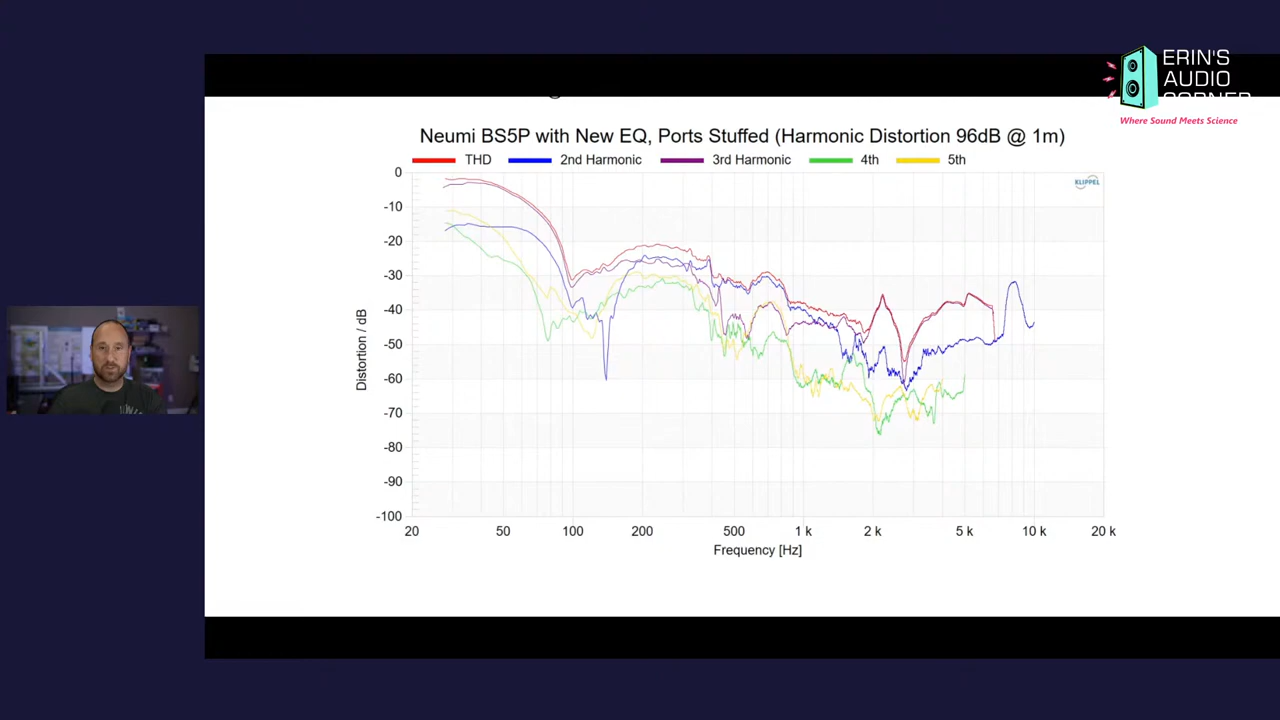 ERIN'S
AUDIO
CORNER
Where Sound Meets Science
Neumi BS5P with New EQ, Ports Stuffed (Harmonic Distortion 96dB @ 1m)
THD 2nd Harmonic 3rd Harmonic 4th 5th
KLIPPEL
0
-10
-20
-30
-40
-50
-60
-70
-80
-90
-100
Distortion / dB
20 50 100 200 500 1 k 2 k 5 k 10 k 20 k
Frequency [Hz]